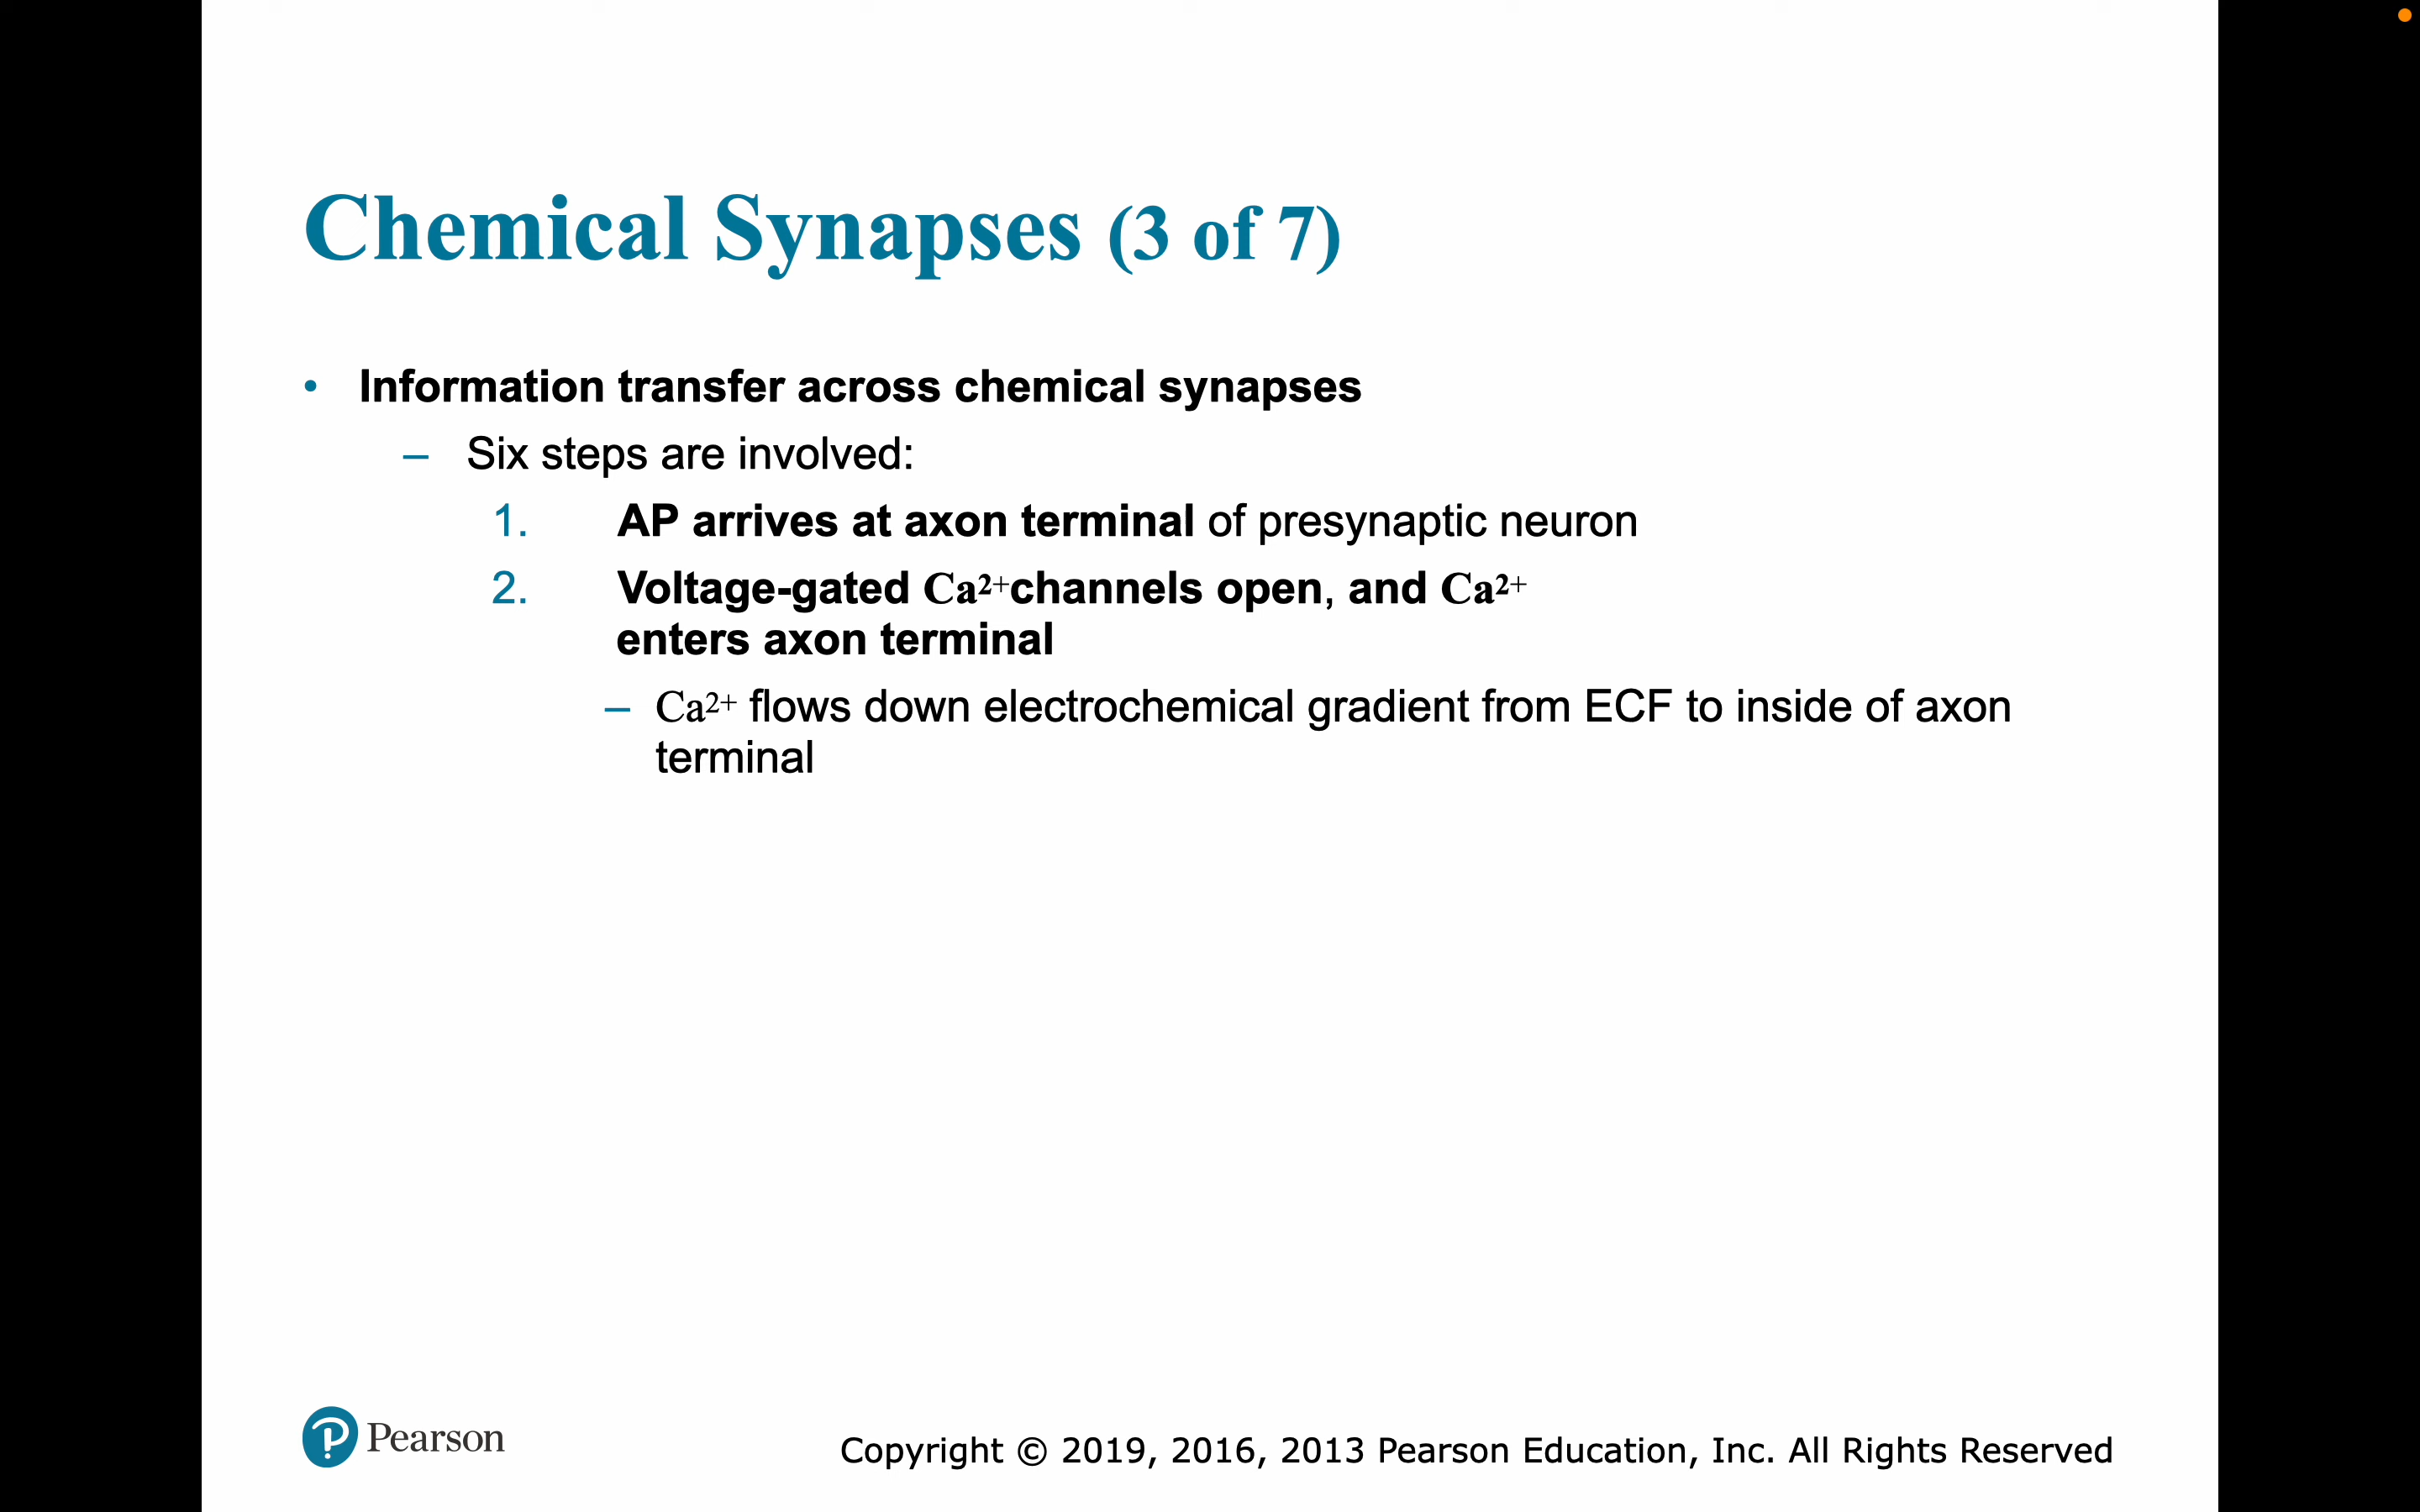 Chemical Synapses (3 of 7)
• Information transfer across chemical synapses
– Six steps are involved:
1. AP arrives at axon terminal of presynaptic neuron
2. Voltage-gated Ca²⁺channels open, and Ca²⁺
enters axon terminal
– Ca²⁺ flows down electrochemical gradient from ECF to inside of axon
terminal
Pearson
Copyright © 2019, 2016, 2013 Pearson Education, Inc. All Rights Reserved